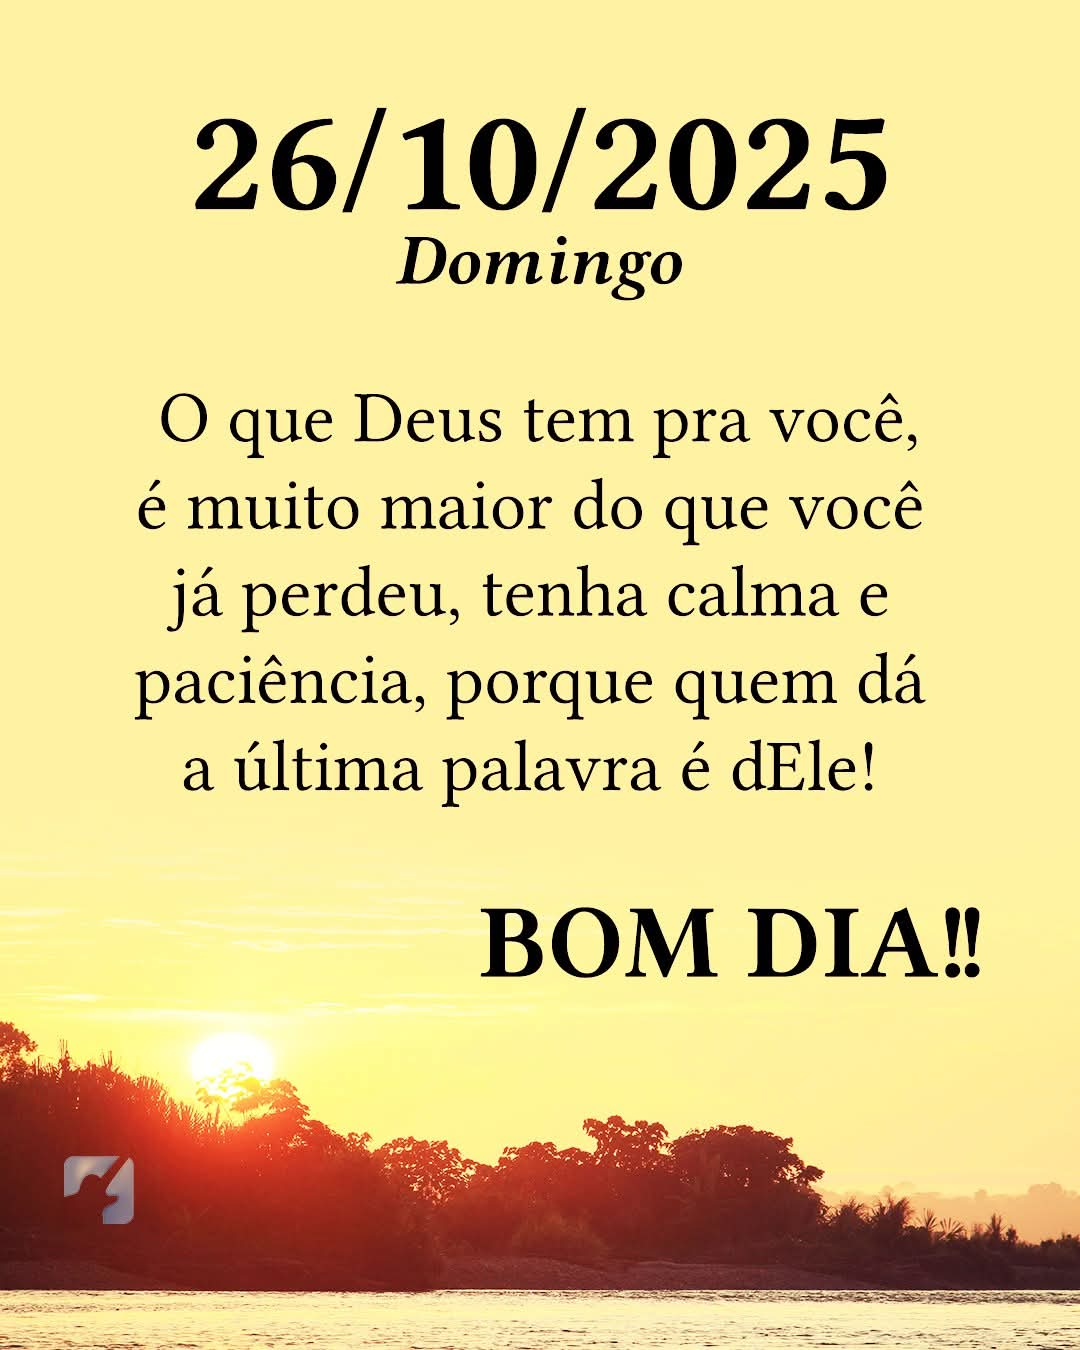 26/10/2025
Domingo
O que Deus tem pra você,
é muito maior do que você
já perdeu, tenha calma e
paciência, porque quem dá
a última palavra é dEle!
BOM DIA!!